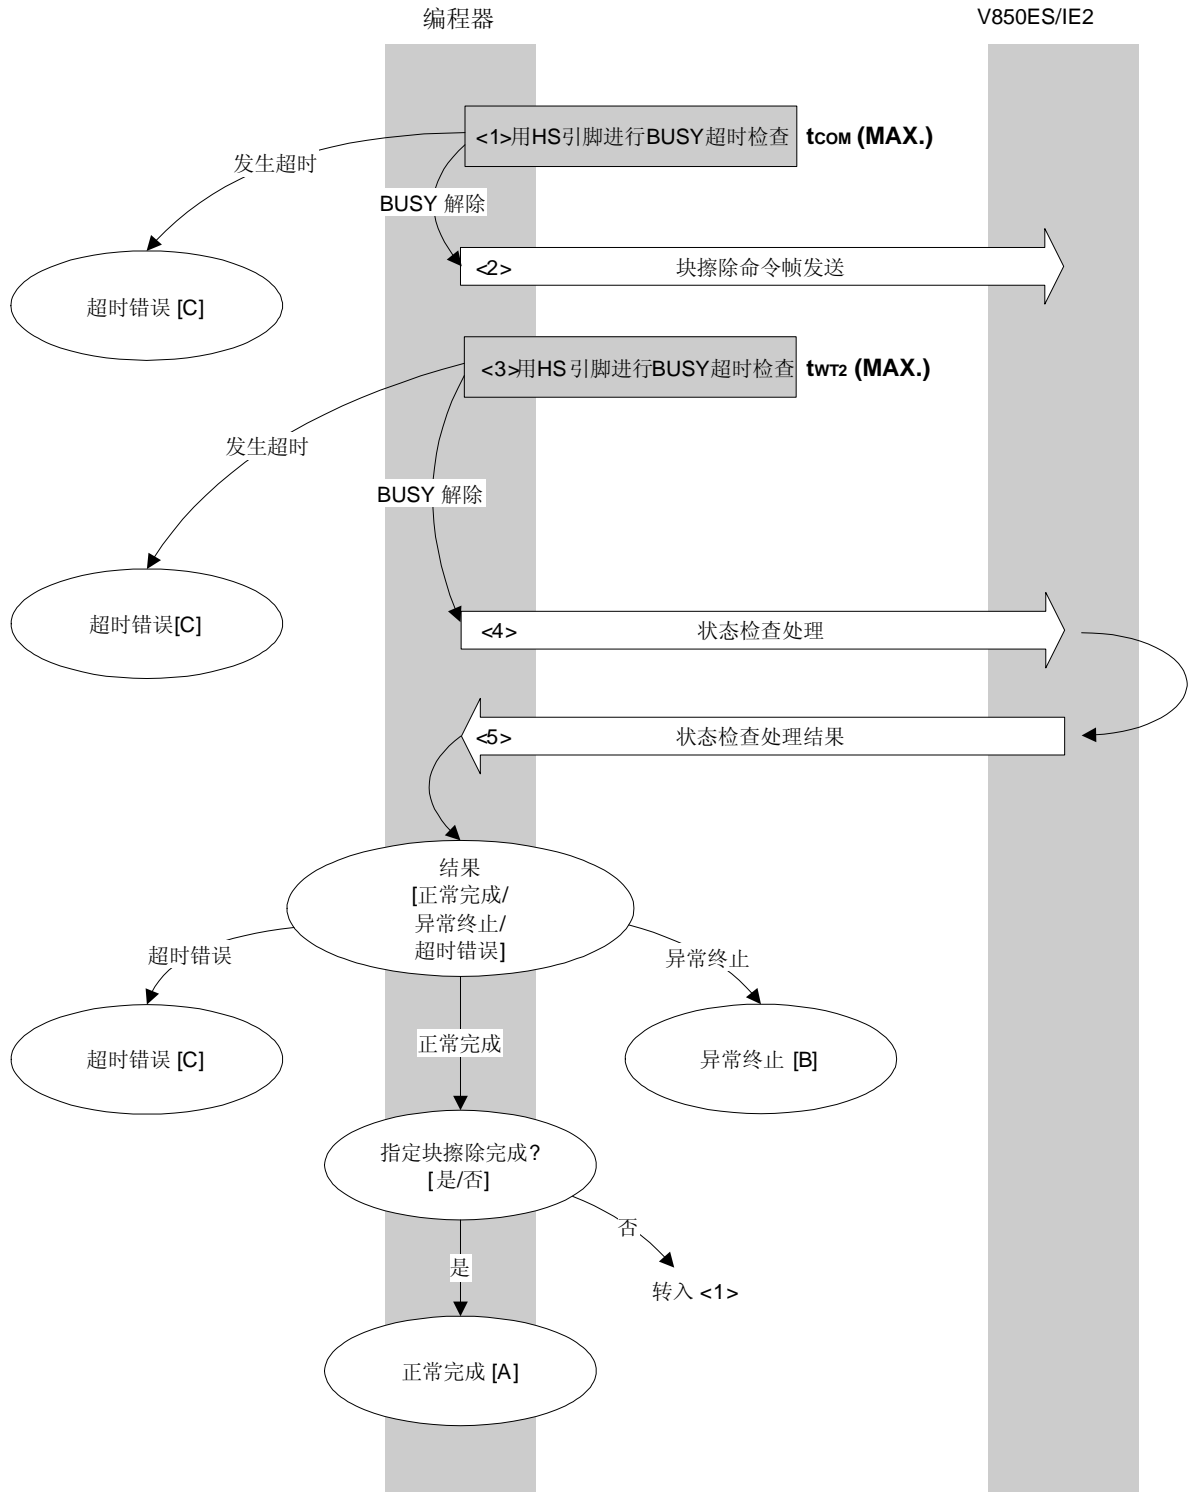 编程器
V850ES/IE2
<1>用HS引脚进行BUSY超时检查
tCOM (MAX.)
发生超时
BUSY 解除
<2> 块擦除命令帧发送
超时错误 [C]
<3>用HS引脚进行BUSY超时检查
tWT2 (MAX.)
发生超时
BUSY 解除
超时错误[C]
<4> 状态检查处理
<5> 状态检查处理结果
结果
[正常完成/
异常终止/
超时错误]
超时错误
异常终止
正常完成
超时错误 [C]
异常终止 [B]
指定块擦除完成?
[是/否]
否
是
转入 <1>
正常完成 [A]